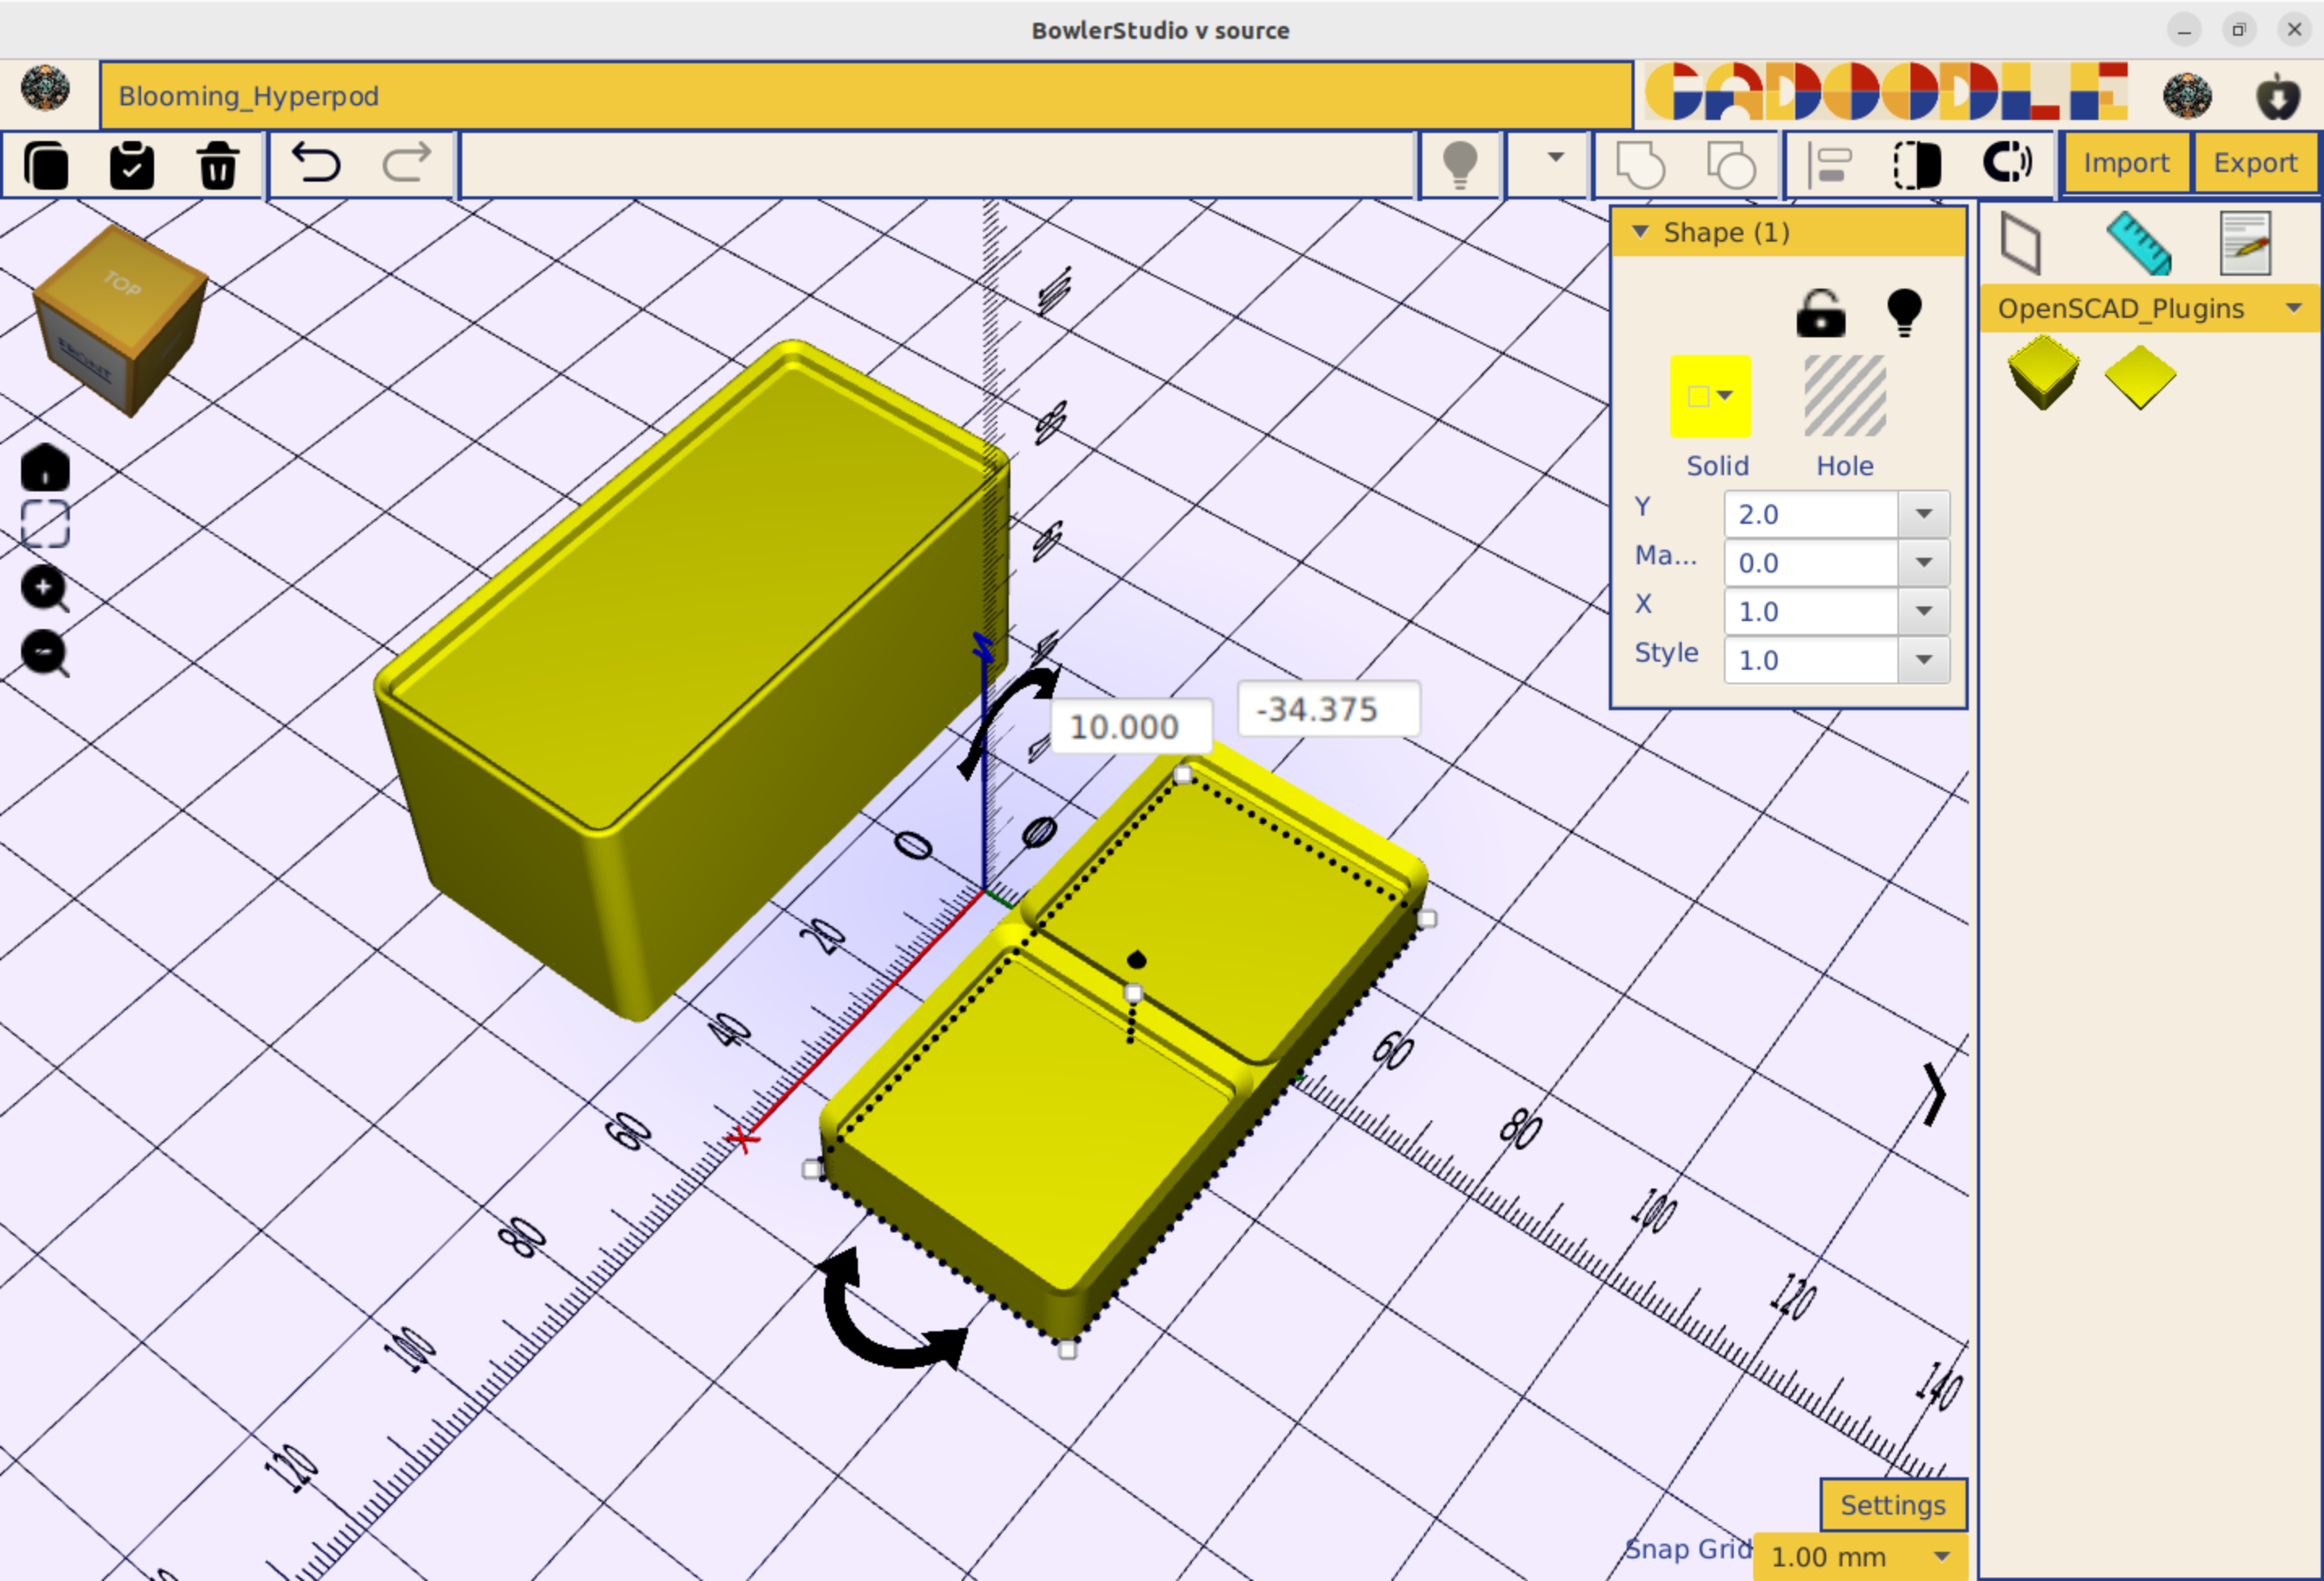 BowlerStudio v source
Blooming_Hyperpod
CADOODLE
Import
Export
TOP
FRONT
Shape (1)
Solid
Hole
Y
2.0
Ma...
0.0
X
1.0
Style
1.0
OpenSCAD_Plugins
10.000
-34.375
0
0
20
40
60
80
100
120
60
80
100
120
140
X
Settings
Snap Grid
1.00 mm